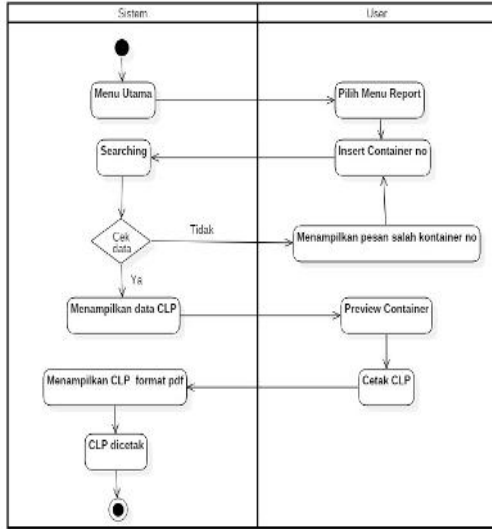 Sistem
User
Menu Utama
Pilih Menu Report
Searching
Insert Container no
Cek
data
Tidak
Menampilkan pesan salah kontainer no
Ya
Menampilkan data CLP
Preview Container
Menampilkan CLP format pdf
Cetak CLP
CLP dicetak